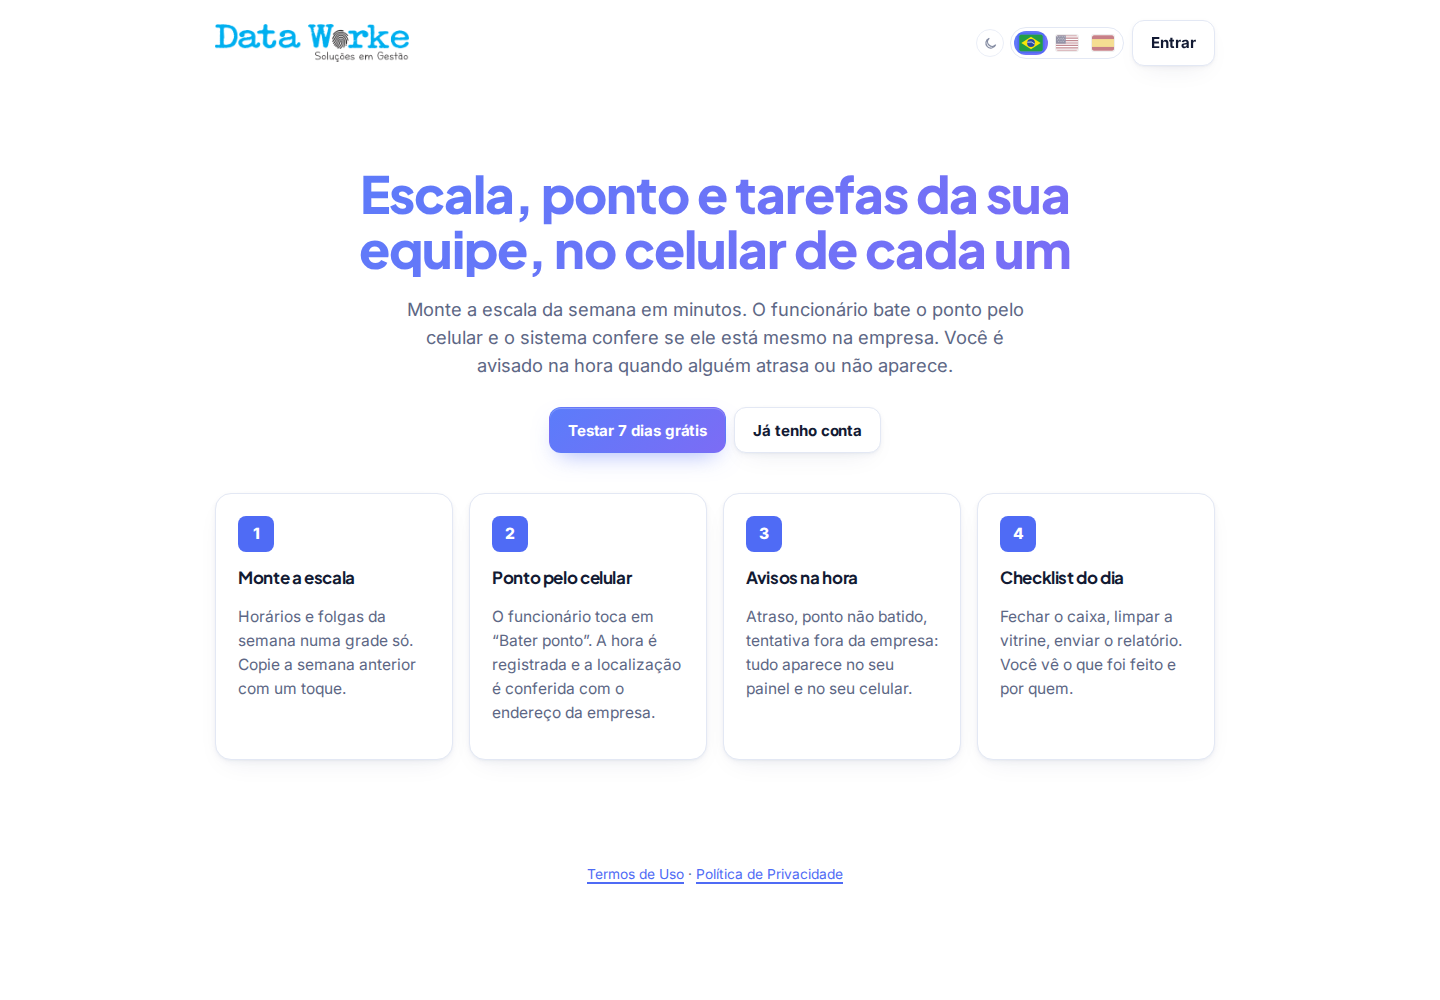 Data Worke
Soluções em Gestão
Entrar
Escala, ponto e tarefas da sua
equipe, no celular de cada um
Monte a escala da semana em minutos. O funcionário bate o ponto pelo
celular e o sistema confere se ele está mesmo na empresa. Você é
avisado na hora quando alguém atrasa ou não aparece.
Testar 7 dias grátis
Já tenho conta
1
Monte a escala
Horários e folgas da
semana numa grade só.
Copie a semana anterior
com um toque.
2
Ponto pelo celular
O funcionário toca em
“Bater ponto”. A hora é
registrada e a localização
é conferida com o
endereço da empresa.
3
Avisos na hora
Atraso, ponto não batido,
tentativa fora da empresa:
tudo aparece no seu
painel e no seu celular.
4
Checklist do dia
Fechar o caixa, limpar a
vitrine, enviar o relatório.
Você vê o que foi feito e
por quem.
Termos de Uso · Política de Privacidade